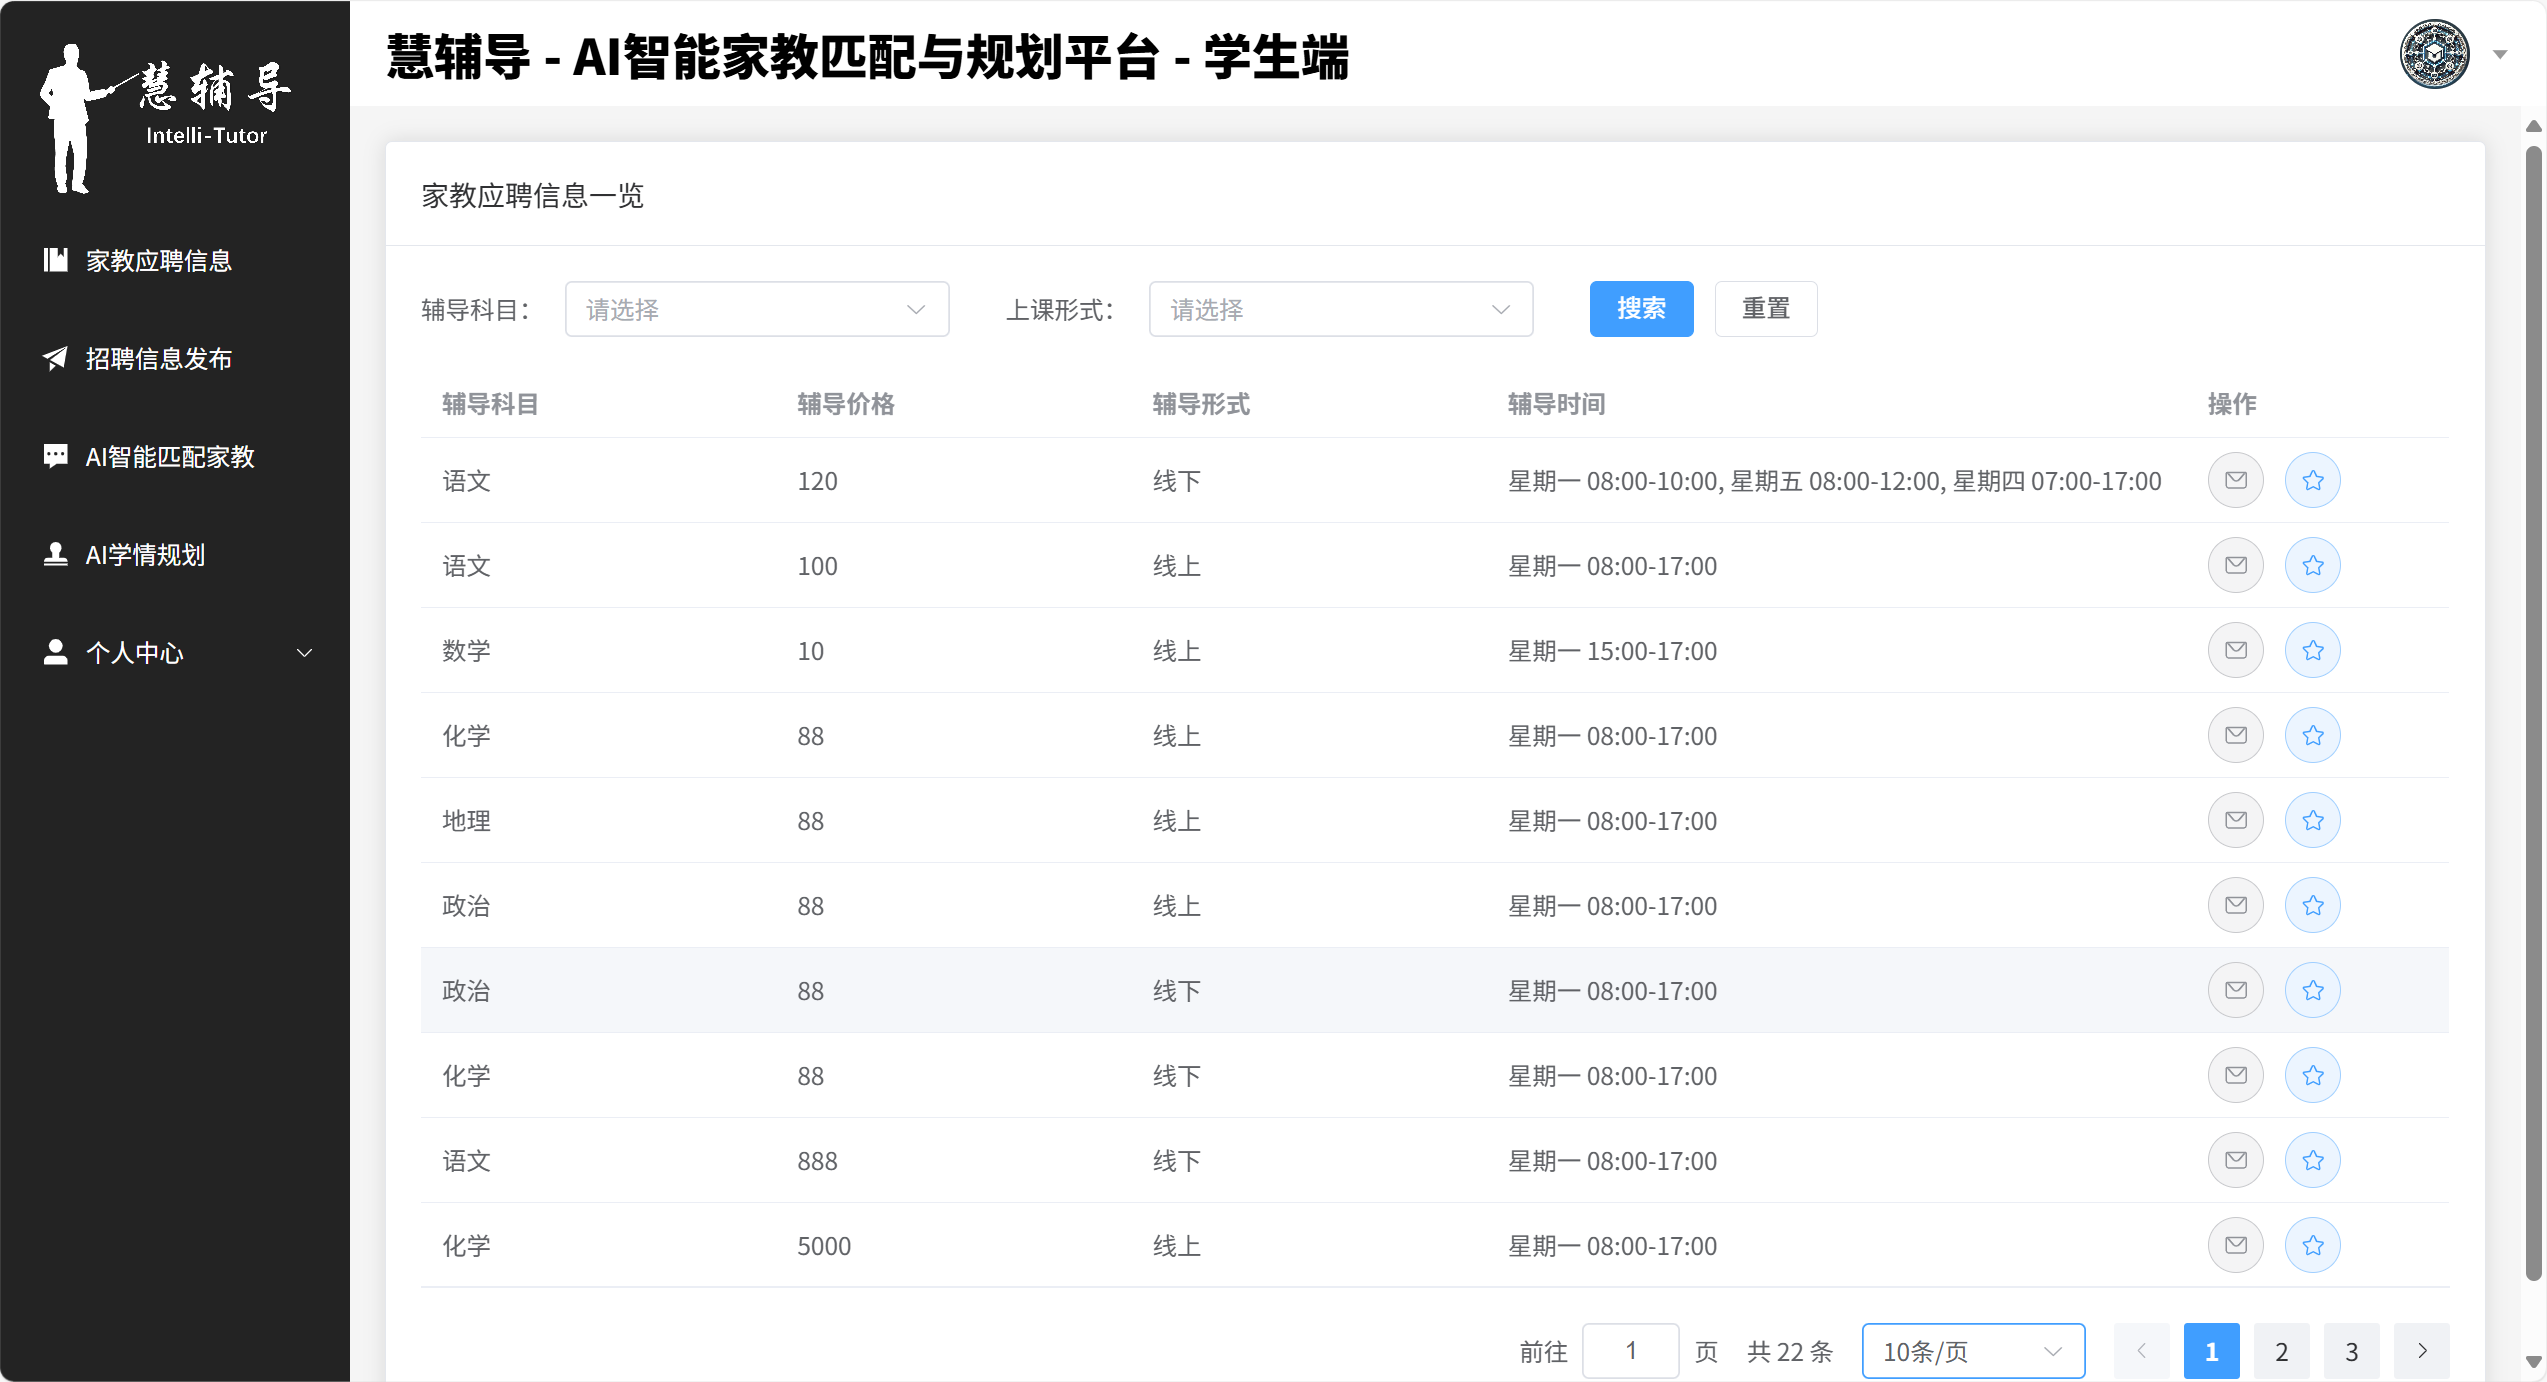 慧辅导
Intelli-Tutor
家教应聘信息
招聘信息发布
AI智能匹配家教
AI学情规划
个人中心
慧辅导 - AI智能家教匹配与规划平台 - 学生端
家教应聘信息一览
辅导科目： 请选择 上课形式： 请选择 搜索 重置
辅导科目 辅导价格 辅导形式 辅导时间 操作
语文 120 线下 星期一 08:00-10:00, 星期五 08:00-12:00, 星期四 07:00-17:00
语文 100 线上 星期一 08:00-17:00
数学 10 线上 星期一 15:00-17:00
化学 88 线上 星期一 08:00-17:00
地理 88 线上 星期一 08:00-17:00
政治 88 线上 星期一 08:00-17:00
政治 88 线下 星期一 08:00-17:00
化学 88 线下 星期一 08:00-17:00
语文 888 线下 星期一 08:00-17:00
化学 5000 线上 星期一 08:00-17:00
前往 1 页 共 22 条 10条/页 1 2 3